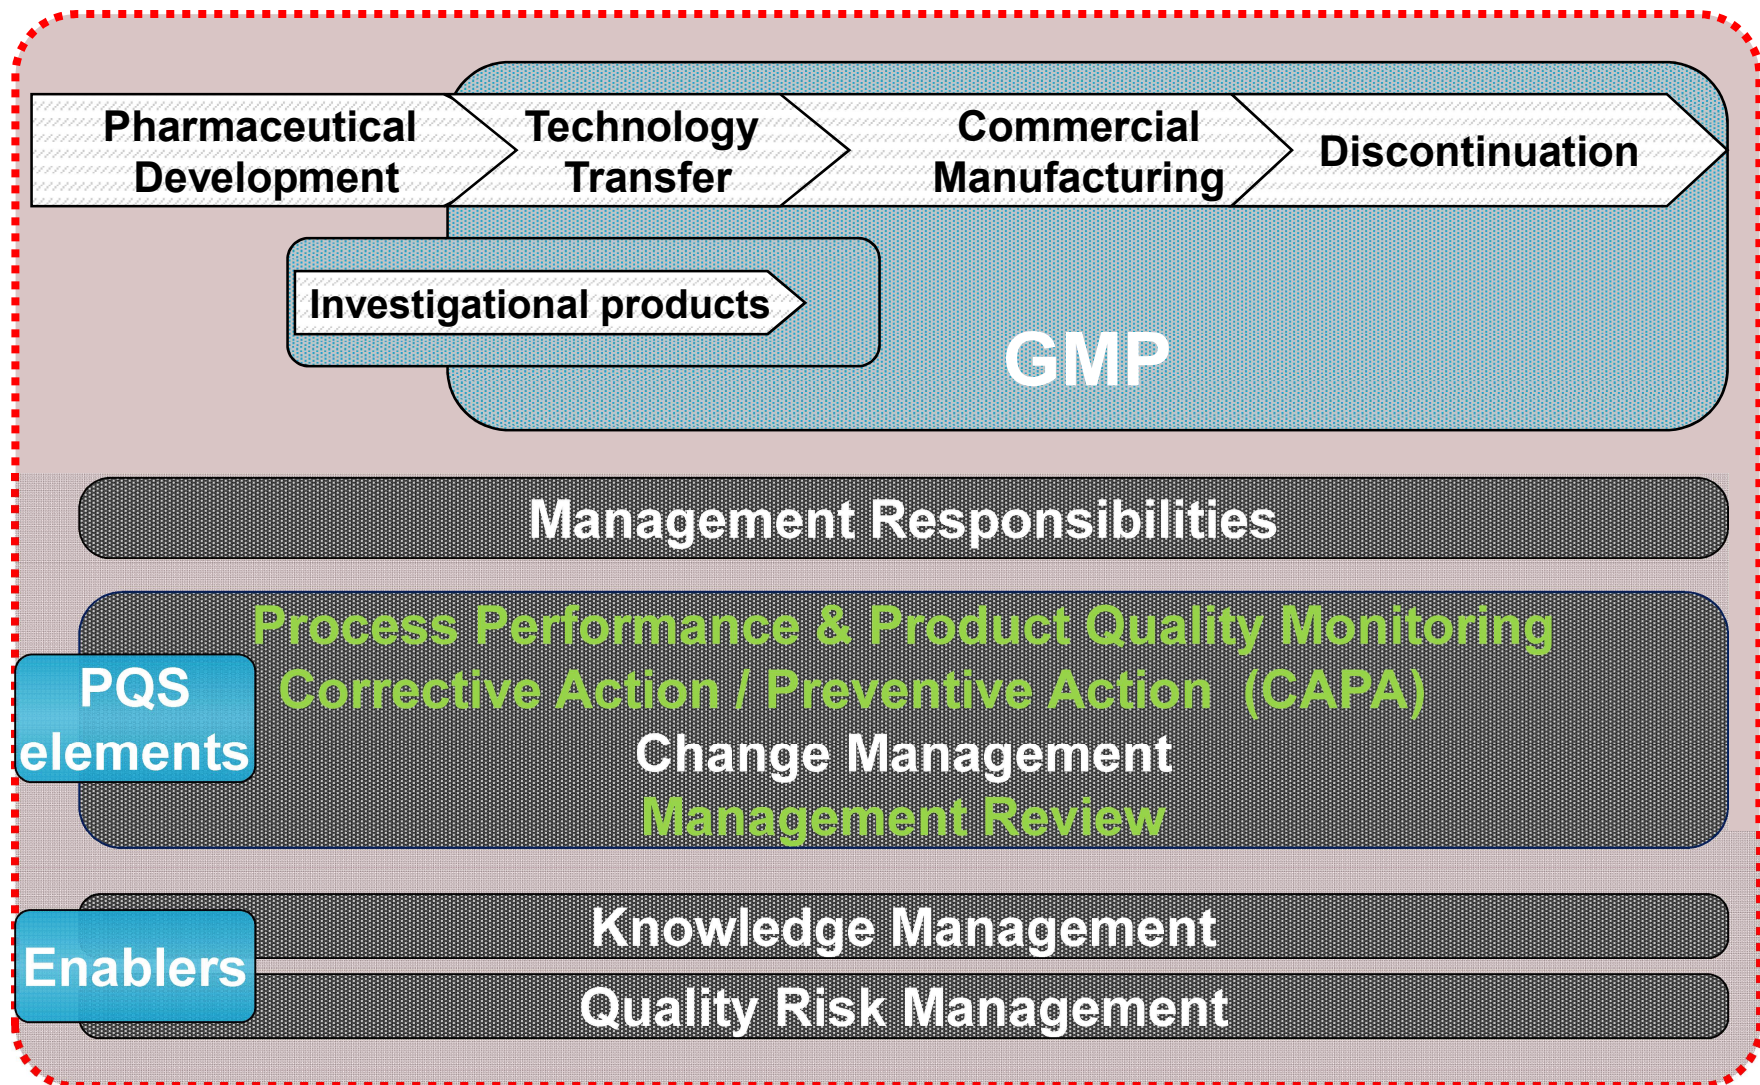 Pharmaceutical
Development
Technology
Transfer
Commercial
Manufacturing
Discontinuation
Investigational products
GMP
Management Responsibilities
Process Performance & Product Quality Monitoring
Corrective Action / Preventive Action (CAPA)
Change Management
Management Review
PQS
elements
Knowledge Management
Quality Risk Management
Enablers